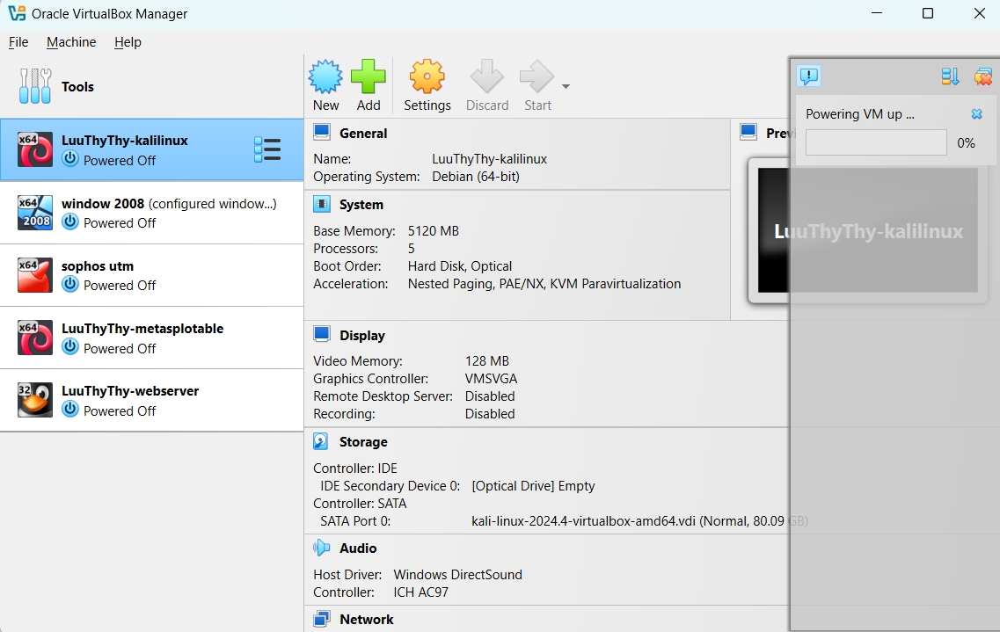 Oracle VirtualBox Manager
File Machine Help
Tools
New Add Settings Discard Start
x64 LuuThyThy-kalilinux
Powered Off
x64 2008 window 2008 (configured window...)
Powered Off
x64 sophos utm
Powered Off
x64 LuuThyThy-metasplotable
Powered Off
32 LuuThyThy-webserver
Powered Off
General
Name: LuuThyThy-kalilinux
Operating System: Debian (64-bit)
System
Base Memory: 5120 MB
Processors: 5
Boot Order: Hard Disk, Optical
Acceleration: Nested Paging, PAE/NX, KVM Paravirtualization
Display
Video Memory: 128 MB
Graphics Controller: VMSVGA
Remote Desktop Server: Disabled
Recording: Disabled
Storage
Controller: IDE
IDE Secondary Device 0: [Optical Drive] Empty
Controller: SATA
SATA Port 0: kali-linux-2024.4-virtualbox-amd64.vdi (Normal, 80.09 GB)
Audio
Host Driver: Windows DirectSound
Controller: ICH AC97
Network
Previ
LuuThyThy-kalilinux
Powering VM up ...
0%